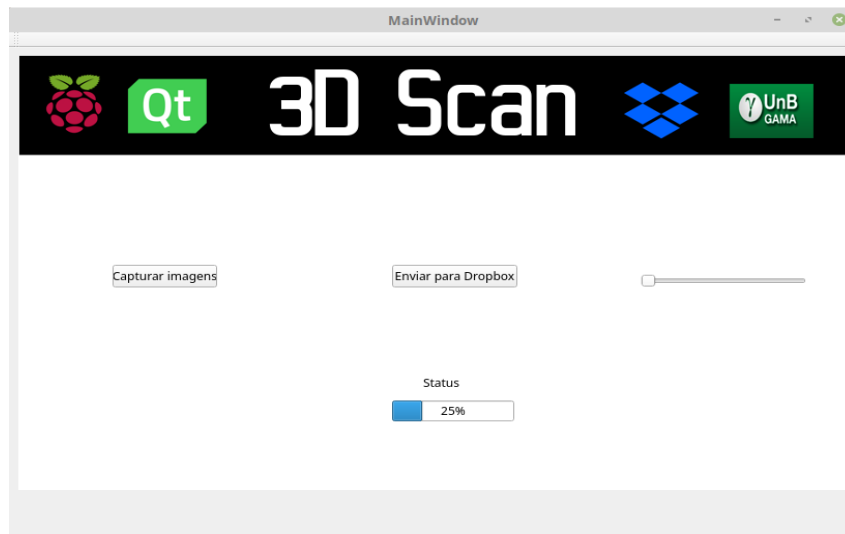 MainWindow
Qt
3D Scan
UnB
GAMA
Capturar imagens
Enviar para Dropbox
Status
25%